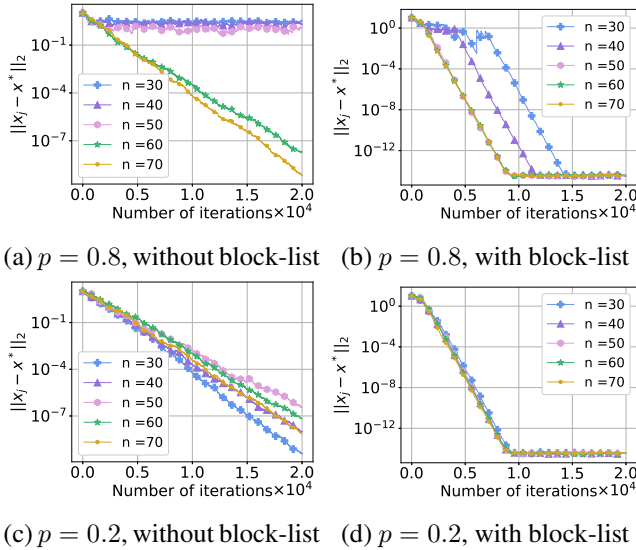 ||x_j − x^*||_2
10^{−1}
10^{−4}
10^{−7}
n =30
n =40
n =50
n =60
n =70
0.0 0.5 1.0 1.5 2.0
Number of iterations×10^4
||x_j − x^*||_2
10^0
10^{−4}
10^{−8}
10^{−12}
n =30
n =40
n =50
n =60
n =70
0.0 0.5 1.0 1.5 2.0
Number of iterations×10^4
(a) p = 0.8, without block-list (b) p = 0.8, with block-list
||x_j − x^*||_2
10^{−1}
10^{−4}
10^{−7}
n =30
n =40
n =50
n =60
n =70
0.0 0.5 1.0 1.5 2.0
Number of iterations×10^4
||x_j − x^*||_2
10^0
10^{−4}
10^{−8}
10^{−12}
n =30
n =40
n =50
n =60
n =70
0.0 0.5 1.0 1.5 2.0
Number of iterations×10^4
(c) p = 0.2, without block-list (d) p = 0.2, with block-list